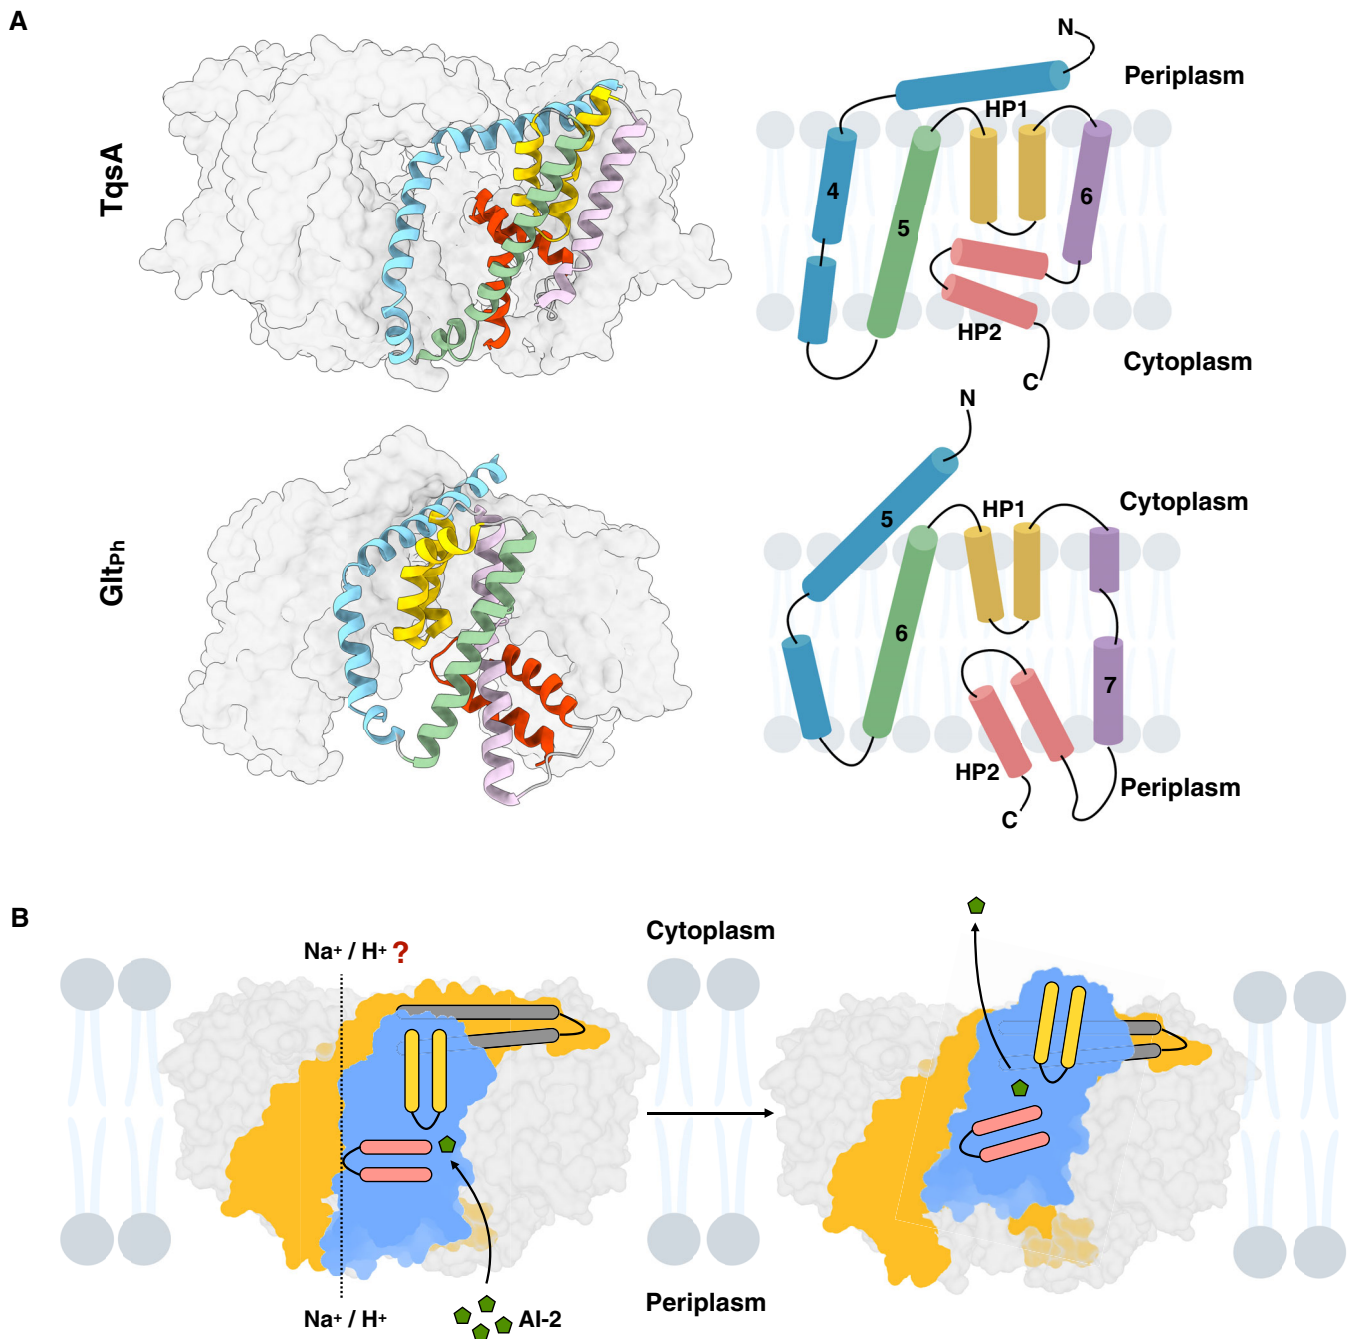 A
TqsA
N
Periplasm
HP1
4
5
6
HP2
C
Cytoplasm
GltPh
N
5
HP1
Cytoplasm
6
7
HP2
Periplasm
C
B
Na+ / H+ ?
Cytoplasm
Na+ / H+
AI-2
Periplasm